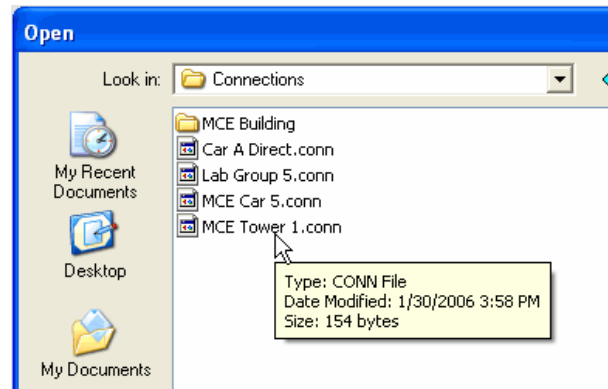 Open
Look in:
Connections
My Recent
Documents
Desktop
My Documents
MCE Building
Car A Direct.conn
Lab Group 5.conn
MCE Car 5.conn
MCE Tower 1.conn
Type: CONN File
Date Modified: 1/30/2006 3:58 PM
Size: 154 bytes